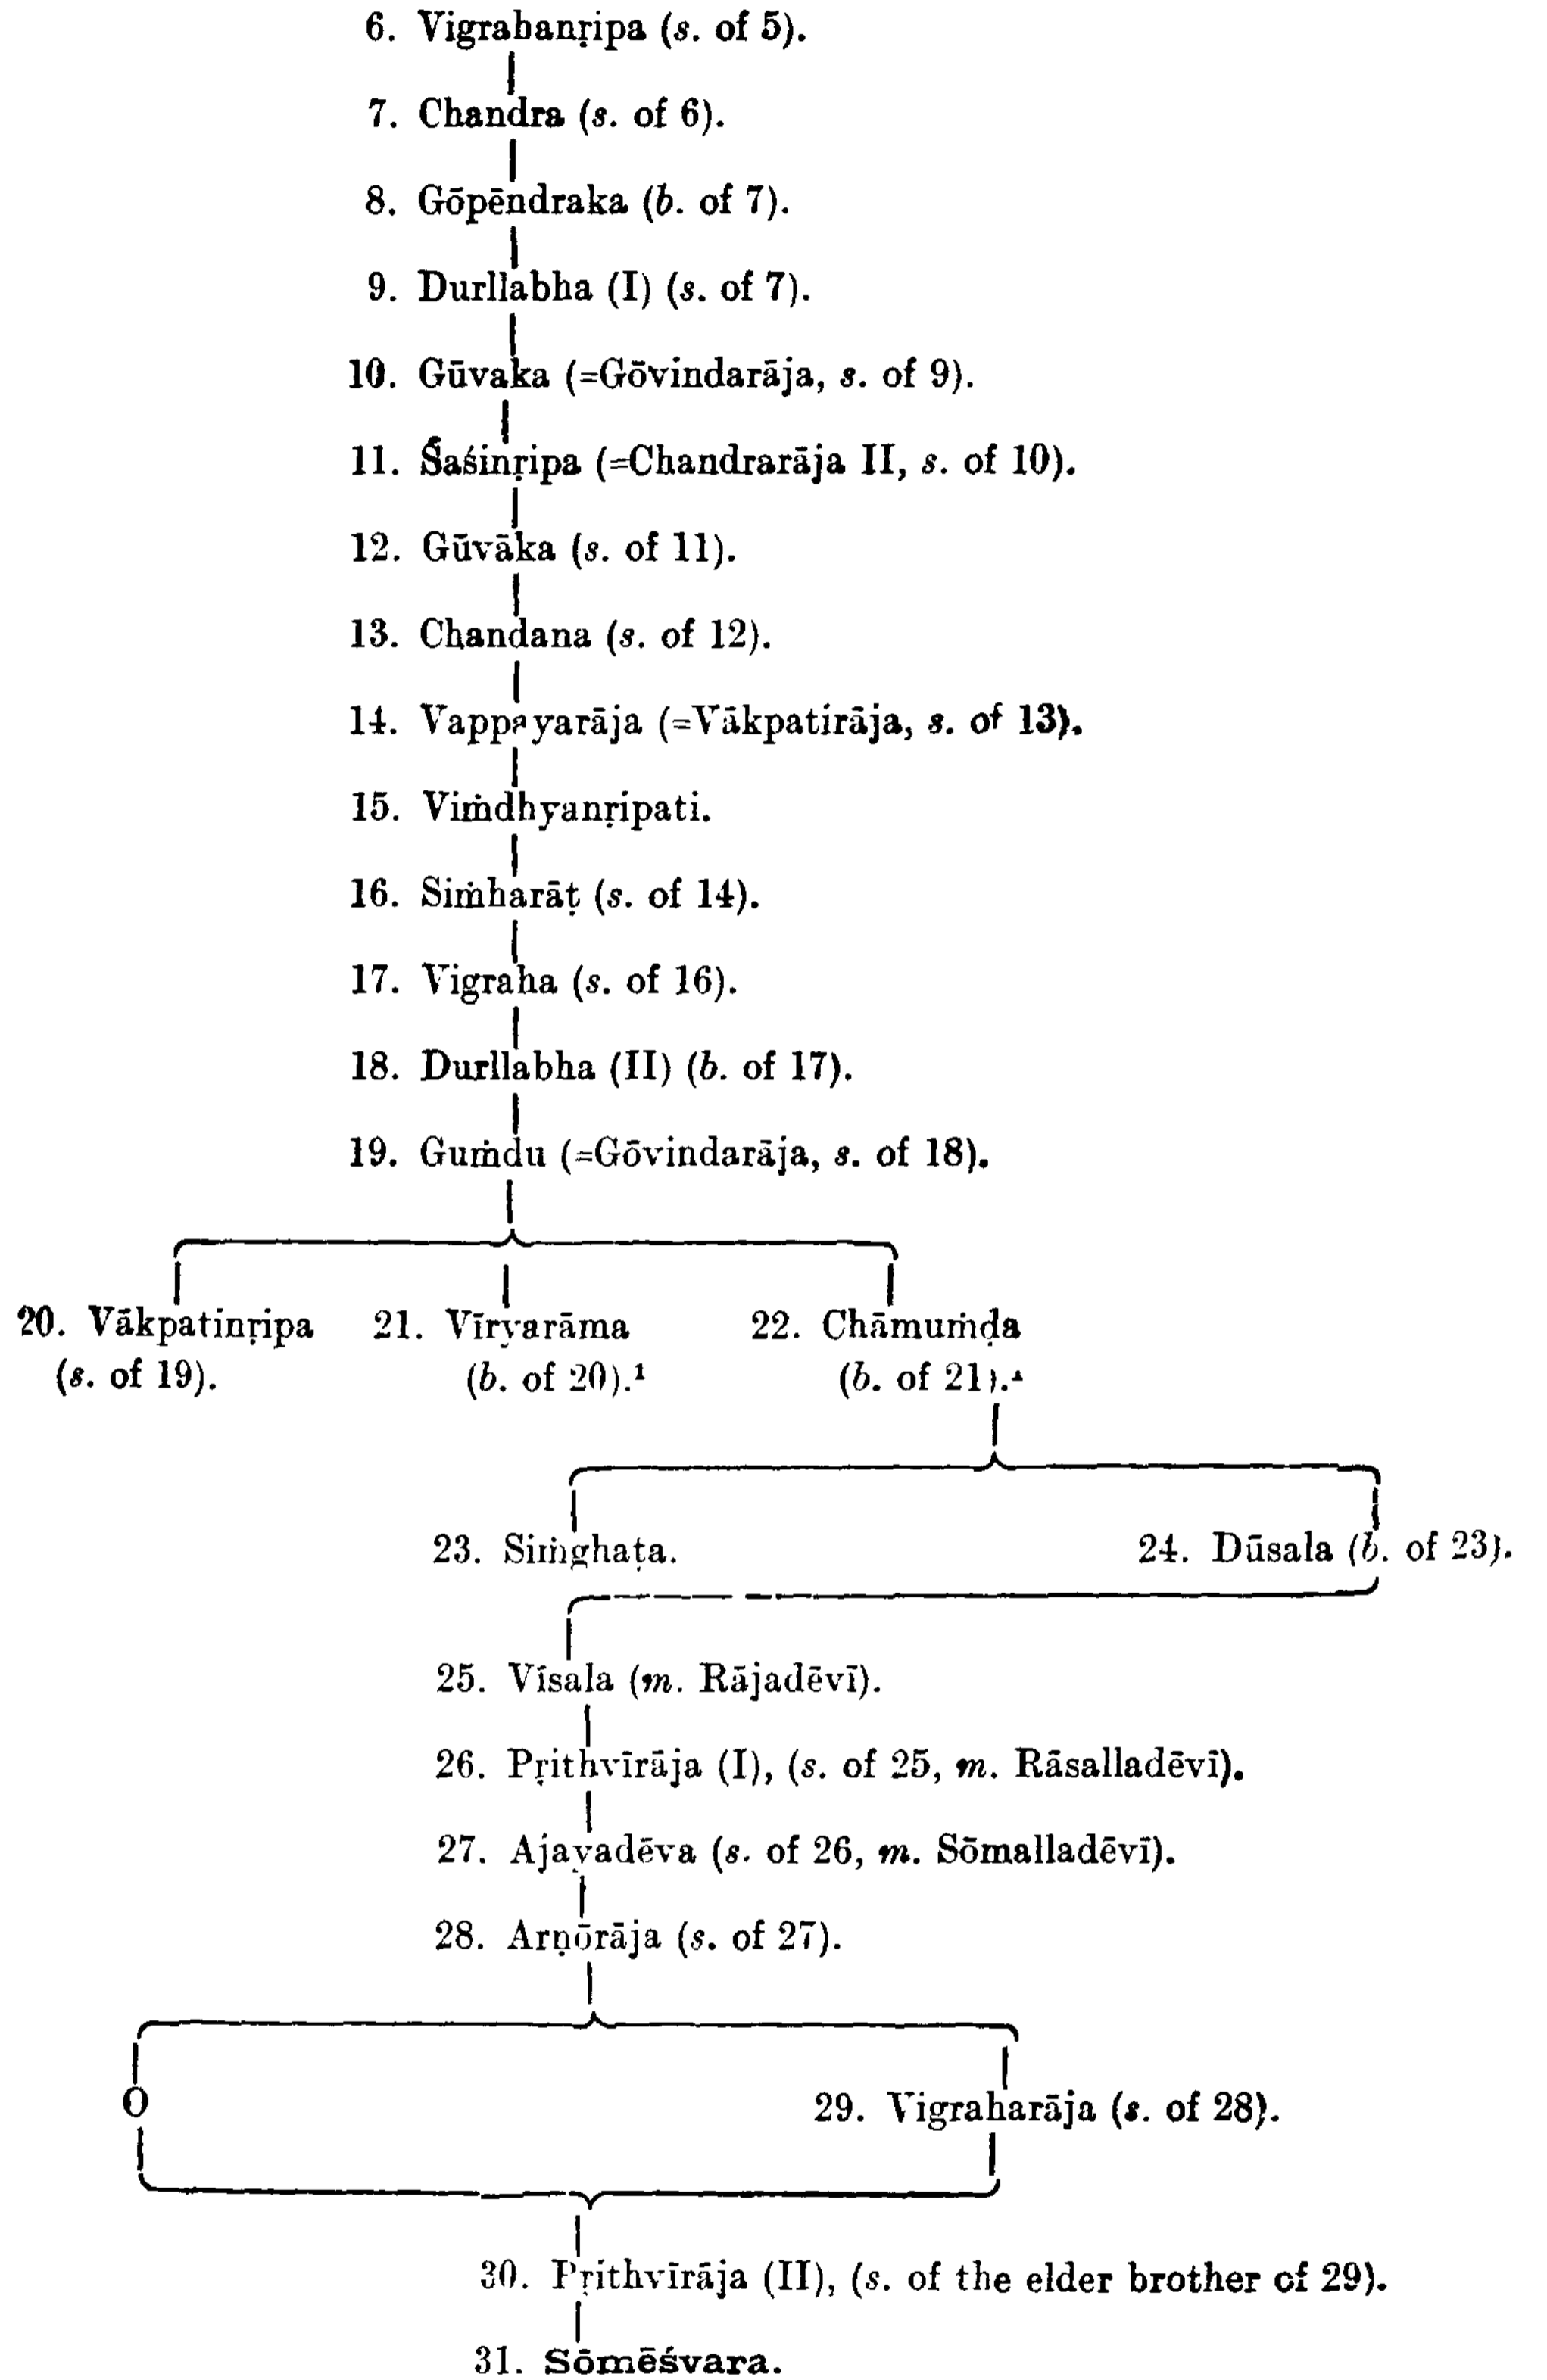 6. Vigrahanṛipa (s. of 5).
7. Chandra (s. of 6).
8. Gōpēndraka (b. of 7).
9. Durllabha (I) (s. of 7).
10. Gūvaka (=Gōvindarāja, s. of 9).
11. Śaśinṛipa (=Chandrarāja II, s. of 10).
12. Gūvāka (s. of 11).
13. Chandana (s. of 12).
14. Vappayarāja (=Vākpatirāja, s. of 13).
15. Viṁdhyanṛipati.
16. Siṁharāṭ (s. of 14).
17. Vigraha (s. of 16).
18. Durllabha (II) (b. of 17).
19. Guṁdu (=Gōvindarāja, s. of 18).
20. Vākpatinṛipa 21. Vīryarāma 22. Chāmuṁḍa
(s. of 19). (b. of 20).¹ (b. of 21).¹
23. Siṁghaṭa. 24. Dūsala (b. of 23).
25. Vīsala (m. Rājadēvī).
26. Pṛithvīrāja (I), (s. of 25, m. Rāsalladēvī).
27. Ajayadēva (s. of 26, m. Sōmalladēvī).
28. Arṇōrāja (s. of 27).
O 29. Vigraharāja (s. of 28).
30. Pṛithvīrāja (II), (s. of the elder brother of 29).
31. Sōmēśvara.